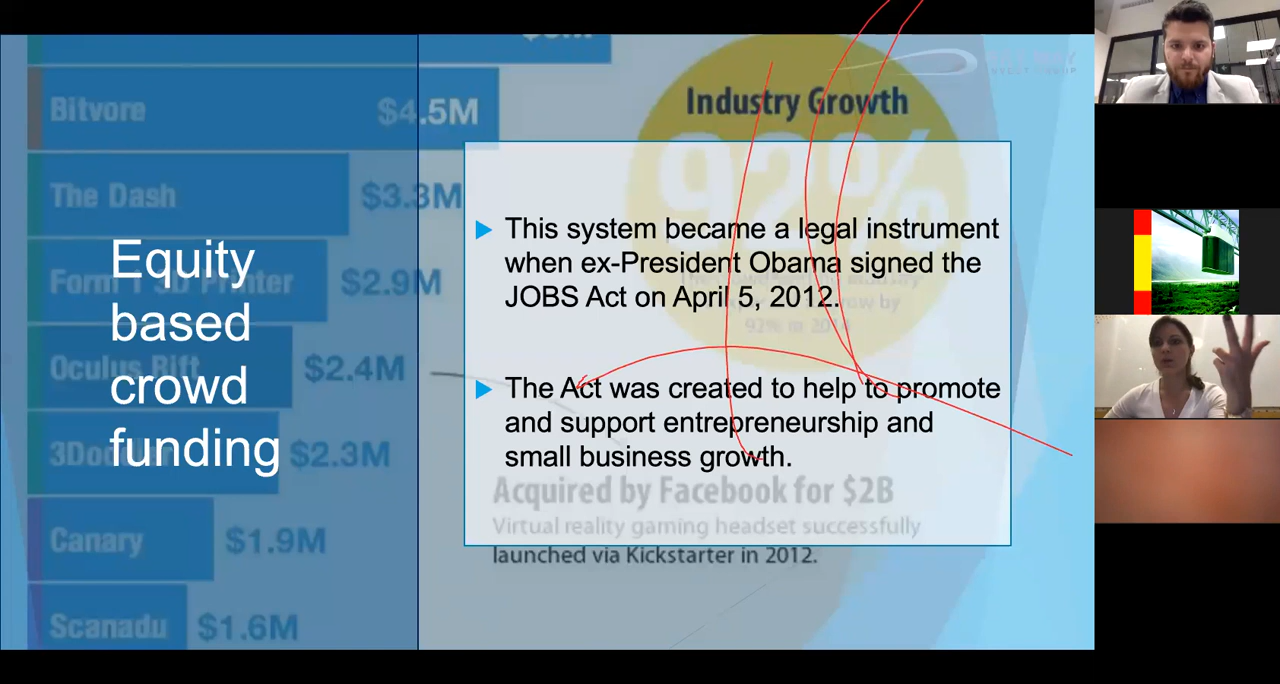 Equity
based
crowd
funding
Bitvore $4.5M
The Dash $3.3M
$2.9M
Oculus Rift $2.4M
$2.3M
Canary $1.9M
Scanadu $1.6M
Industry Growth
92%
This system became a legal instrument
when ex-President Obama signed the
JOBS Act on April 5, 2012.
The Act was created to help to promote
and support entrepreneurship and
small business growth.
Acquired by Facebook for $2B
Virtual reality gaming headset successfully
launched via Kickstarter in 2012.